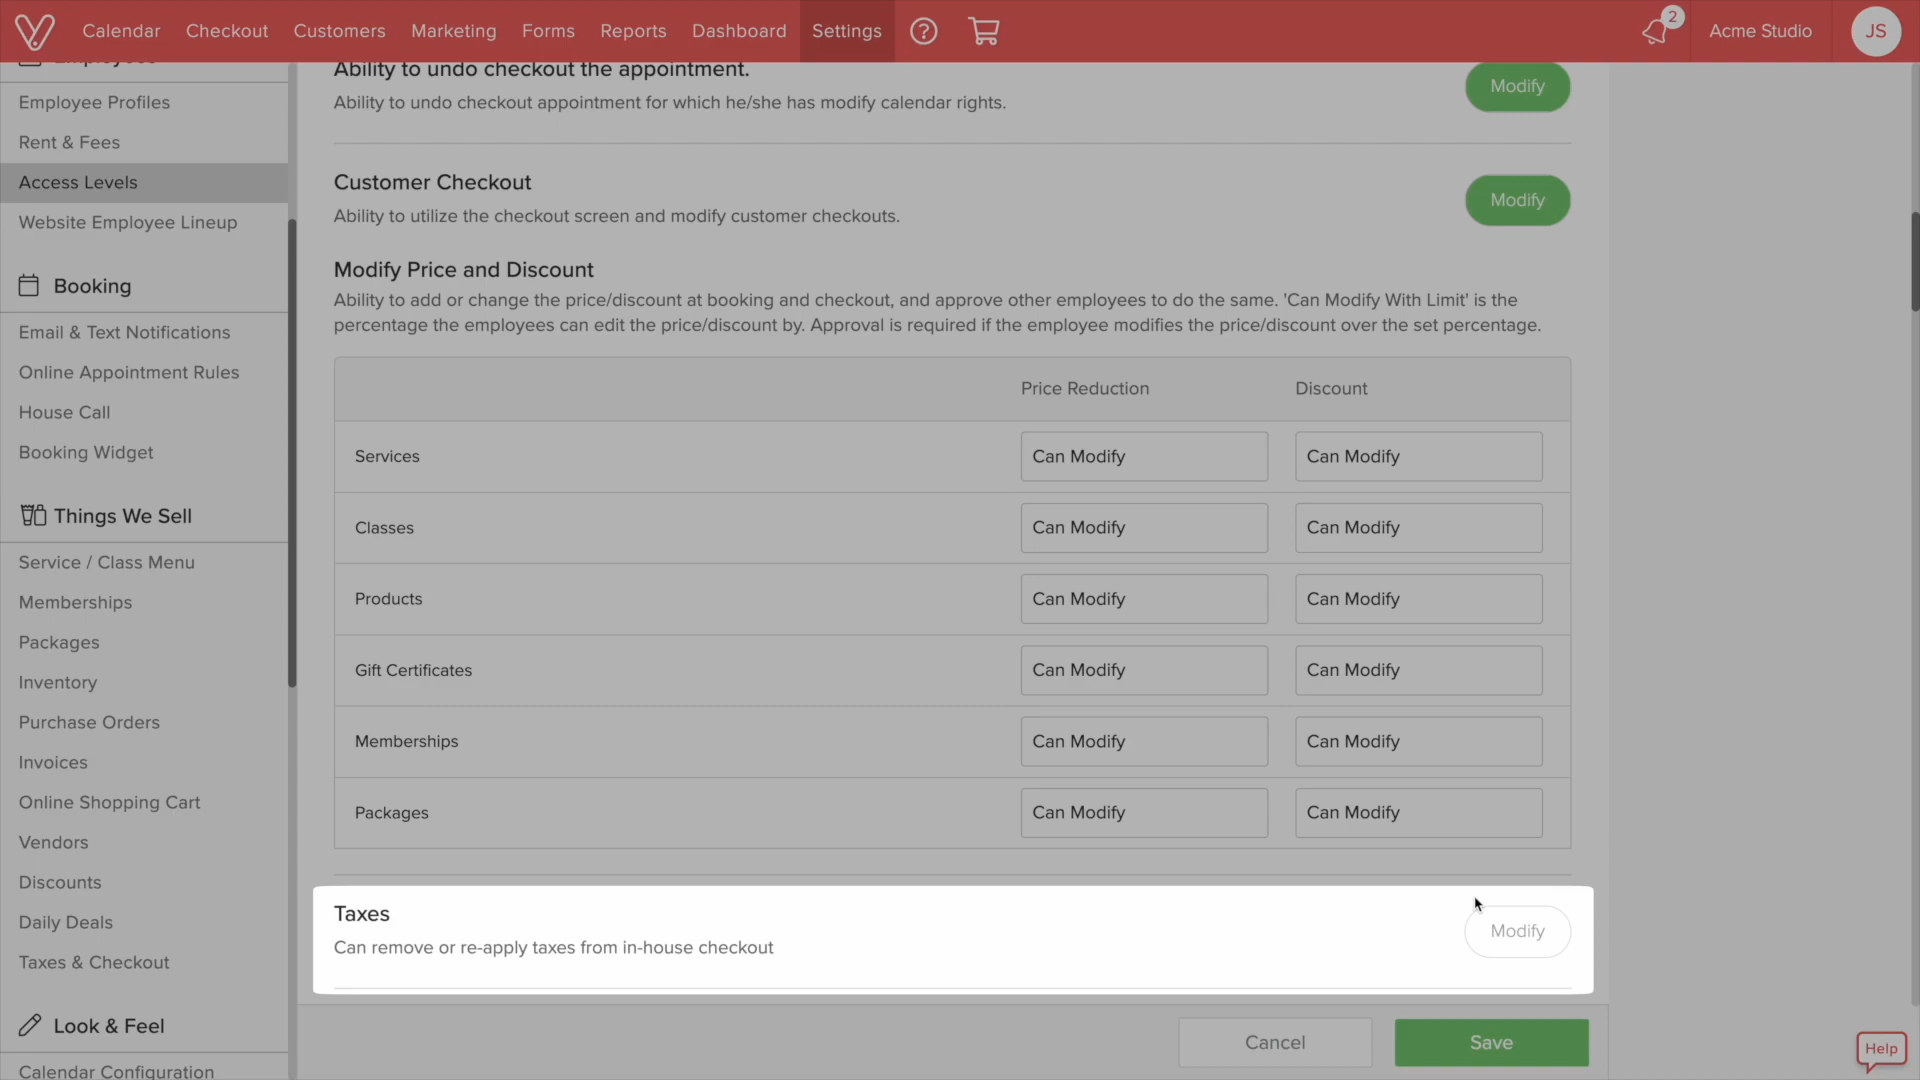 Calendar Checkout Customers Marketing Forms Reports Dashboard Settings 2 Acme Studio JS
Employee Profiles
Rent & Fees
Access Levels
Website Employee Lineup
Booking
Email & Text Notifications
Online Appointment Rules
House Call
Booking Widget
Things We Sell
Service / Class Menu
Memberships
Packages
Inventory
Purchase Orders
Invoices
Online Shopping Cart
Vendors
Discounts
Daily Deals
Taxes & Checkout
Look & Feel
Calendar Configuration
Ability to undo checkout the appointment.
Ability to undo checkout appointment for which he/she has modify calendar rights.
Modify
Customer Checkout
Ability to utilize the checkout screen and modify customer checkouts.
Modify
Modify Price and Discount
Ability to add or change the price/discount at booking and checkout, and approve other employees to do the same. 'Can Modify With Limit' is the
percentage the employees can edit the price/discount by. Approval is required if the employee modifies the price/discount over the set percentage.
Price Reduction Discount
Services Can Modify Can Modify
Classes Can Modify Can Modify
Products Can Modify Can Modify
Gift Certificates Can Modify Can Modify
Memberships Can Modify Can Modify
Packages Can Modify Can Modify
Taxes
Can remove or re-apply taxes from in-house checkout
Modify
Cancel Save
Help